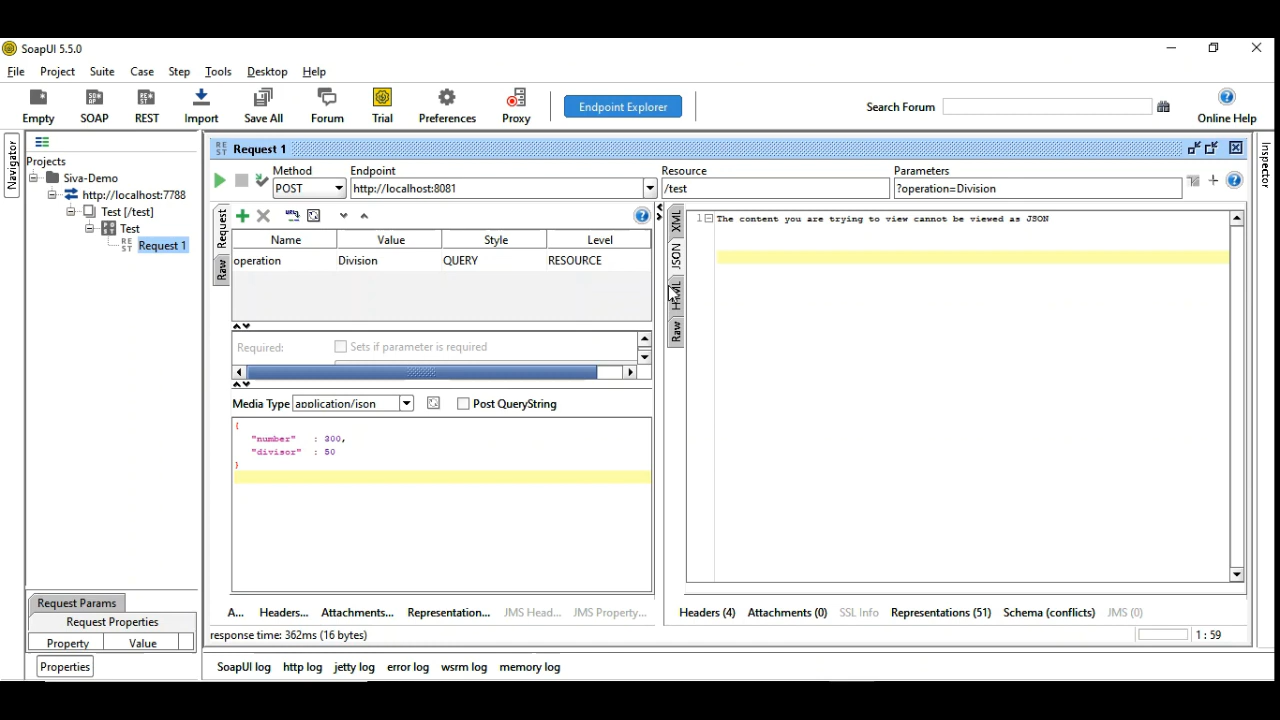 SoapUI 5.5.0
File Project Suite Case Step Tools Desktop Help
Empty SOAP REST Import Save All Forum Trial Preferences Proxy Endpoint Explorer Search Forum Online Help
Navigator
Projects
Siva-Demo
http://localhost:7788
Test [/test]
Test
Request 1
Request Params
Request Properties
Property Value
Properties
Request 1
Method Endpoint Resource Parameters
POST http://localhost:8081 /test ?operation=Division
Request
Raw
Name Value Style Level
operation Division QUERY RESOURCE
Required: Sets if parameter is required
Media Type application/json Post QueryString
{
"number" : 200,
"divisor" : 50
}
A... Headers... Attachments... Representation... JMS Head... JMS Property...
XML
JSON
HTML
Raw
1 The content you are trying to view cannot be viewed as JSON
Headers (4) Attachments (0) SSL Info Representations (51) Schema (conflicts) JMS (0)
response time: 362ms (16 bytes) 1 : 59
SoapUI log http log jetty log error log wsrm log memory log
Inspector